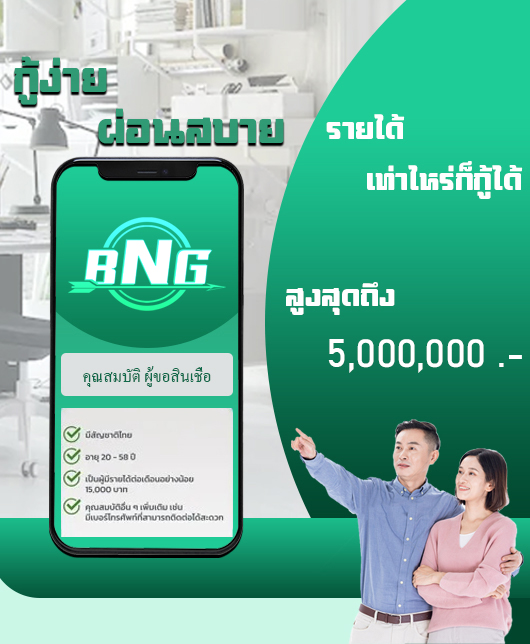 กู้ง่าย
ผ่อนสบาย
รายได้
เท่าไหร่ก็กู้ได้
BNG
สูงสุดถึง
5,000,000 .-
คุณสมบัติ ผู้ขอสินเชื่อ
มีสัญชาติไทย
อายุ 20 - 58 ปี
เป็นผู้มีรายได้ต่อเดือนอย่างน้อย
15,000 บาท
คุณสมบัติอื่น ๆ เพิ่มเติม เช่น
มีเบอร์โทรศัพท์ที่สามารถติดต่อได้สะดวก